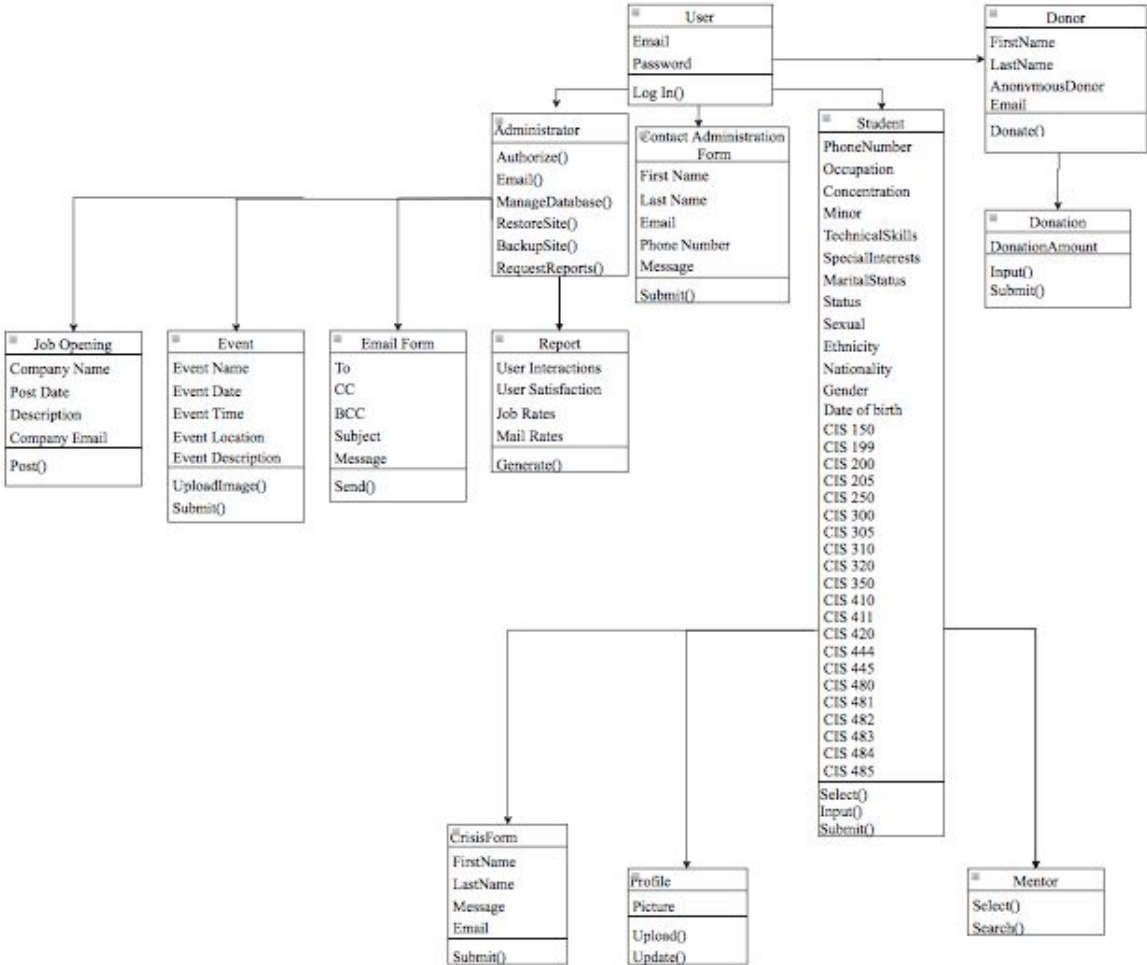 User
Email
Password
Log In()
Donor
FirstName
LastName
AnonymousDonor
Email
Donate()
Administrator
Authorize()
Email()
ManageDatabase()
RestoreSite()
BackupSite()
RequestReports()
Contact Administration
Form
First Name
Last Name
Email
Phone Number
Message
Submit()
Student
PhoneNumber
Occupation
Concentration
Minor
TechnicalSkills
SpecialInterests
MaritalStatus
Status
Sexual
Ethnicity
Nationality
Gender
Date of birth
CIS 150
CIS 199
CIS 200
CIS 205
CIS 250
CIS 300
CIS 305
CIS 310
CIS 320
CIS 350
CIS 410
CIS 411
CIS 420
CIS 444
CIS 445
CIS 480
CIS 481
CIS 482
CIS 483
CIS 484
CIS 485
Select()
Input()
Submit()
Donation
DonationAmount
Input()
Submit()
Job Opening
Company Name
Post Date
Description
Company Email
Post()
Event
Event Name
Event Date
Event Time
Event Location
Event Description
UploadImage()
Submit()
Email Form
To
CC
BCC
Subject
Message
Send()
Report
User Interactions
User Satisfaction
Job Rates
Mail Rates
Generate()
CrisisForm
FirstName
LastName
Message
Email
Submit()
Profile
Picture
Upload()
Update()
Mentor
Select()
Search()